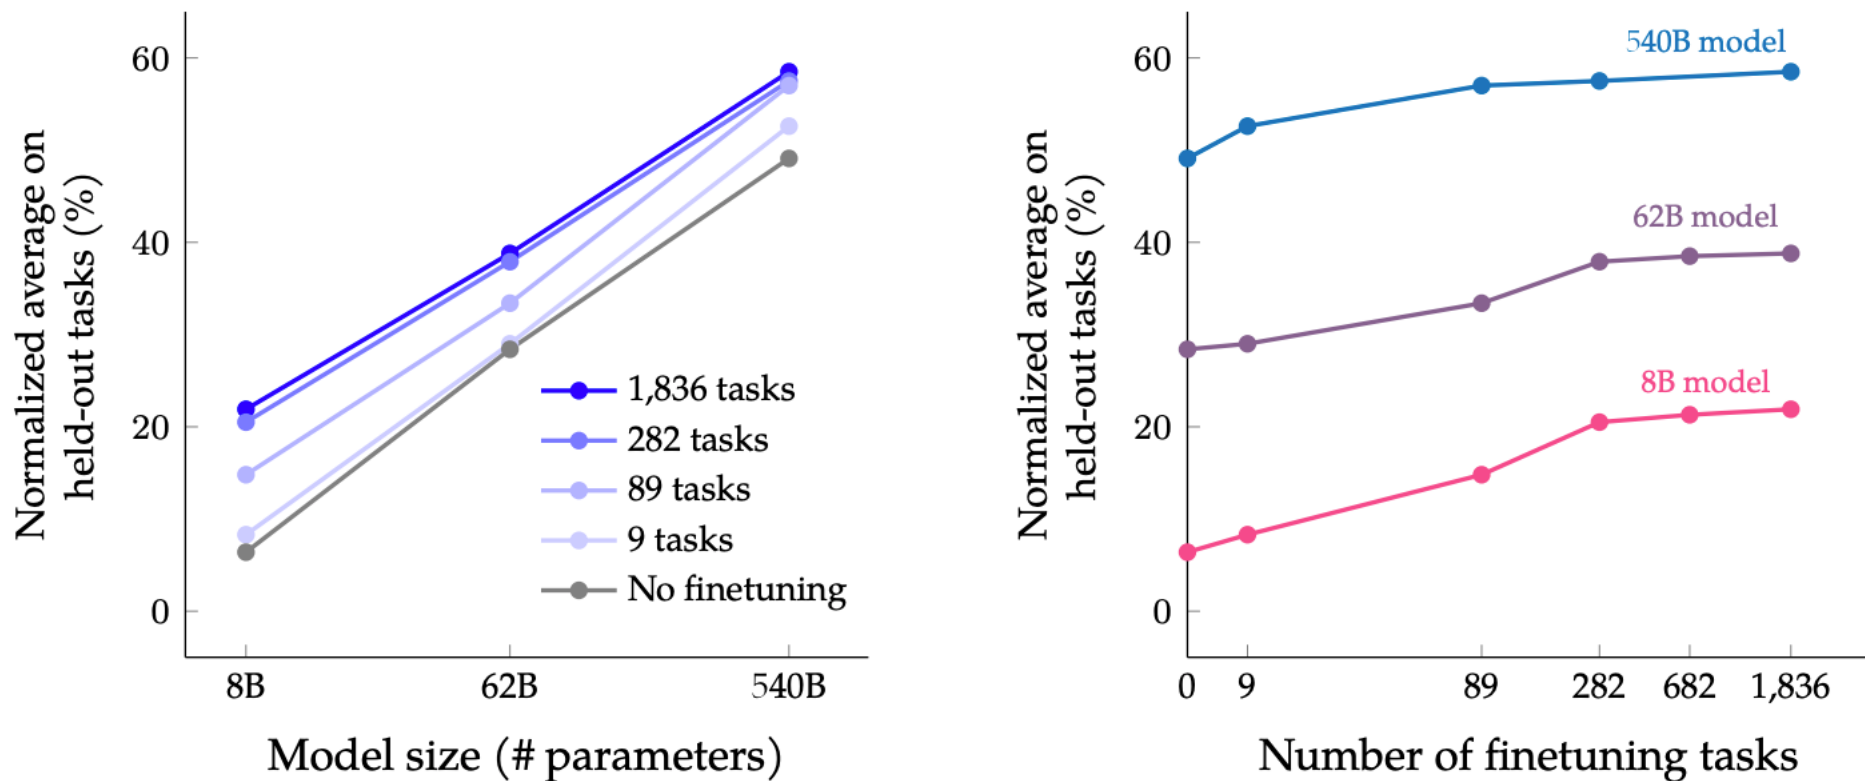 Normalized average on
held-out tasks (%)
60
40
20
0
1,836 tasks
282 tasks
89 tasks
9 tasks
No finetuning
8B
62B
540B
Model size (# parameters)
Normalized average on
held-out tasks (%)
60
40
20
0
540B model
62B model
8B model
0
9
89
282
682
1,836
Number of finetuning tasks